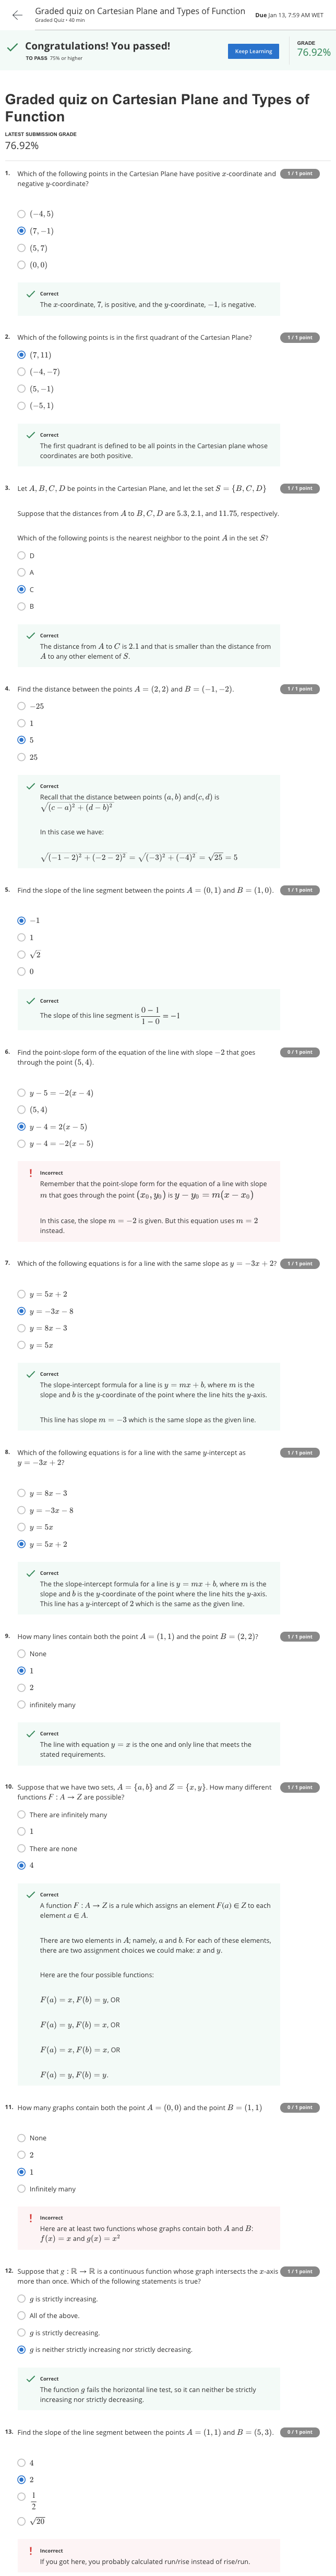 Graded quiz on Cartesian Plane and Types of Function
Graded Quiz • 40 min
Due Jan 13, 7:59 AM WET
Congratulations! You passed!
TO PASS 75% or higher
Keep Learning
GRADE
76.92%
Graded quiz on Cartesian Plane and Types of
Function
LATEST SUBMISSION GRADE
76.92%
1. Which of the following points in the Cartesian Plane have positive x-coordinate and
negative y-coordinate?
1 / 1 point
(−4, 5)
(7, −1)
(5, 7)
(0, 0)
Correct
The x-coordinate, 7, is positive, and the y-coordinate, −1, is negative.
2. Which of the following points is in the first quadrant of the Cartesian Plane?
1 / 1 point
(7, 11)
(−4, −7)
(5, −1)
(−5, 1)
Correct
The first quadrant is defined to be all points in the Cartesian plane whose
coordinates are both positive.
3. Let A, B, C, D be points in the Cartesian Plane, and let the set S = {B, C, D}
1 / 1 point
Suppose that the distances from A to B, C, D are 5.3, 2.1, and 11.75, respectively.
Which of the following points is the nearest neighbor to the point A in the set S?
D
A
C
B
Correct
The distance from A to C is 2.1 and that is smaller than the distance from
A to any other element of S.
4. Find the distance between the points A = (2, 2) and B = (−1, −2).
1 / 1 point
−25
1
5
25
Correct
Recall that the distance between points (a, b) and(c, d) is
√(c − a)² + (d − b)²
In this case we have:
√(−1 − 2)² + (−2 − 2)² = √(−3)² + (−4)² = √25 = 5
5. Find the slope of the line segment between the points A = (0, 1) and B = (1, 0).
1 / 1 point
−1
1
√2
0
Correct
The slope of this line segment is (0 − 1)/(1 − 0) = −1
6. Find the point-slope form of the equation of the line with slope −2 that goes
through the point (5, 4).
0 / 1 point
y − 5 = −2(x − 4)
(5, 4)
y − 4 = 2(x − 5)
y − 4 = −2(x − 5)
Incorrect
Remember that the point-slope form for the equation of a line with slope
m that goes through the point (x₀, y₀) is y − y₀ = m(x − x₀)
In this case, the slope m = −2 is given. But this equation uses m = 2
instead.
7. Which of the following equations is for a line with the same slope as y = −3x + 2?
1 / 1 point
y = 5x + 2
y = −3x − 8
y = 8x − 3
y = 5x
Correct
The slope-intercept formula for a line is y = mx + b, where m is the
slope and b is the y-coordinate of the point where the line hits the y-axis.
This line has slope m = −3 which is the same slope as the given line.
8. Which of the following equations is for a line with the same y-intercept as
y = −3x + 2?
1 / 1 point
y = 8x − 3
y = −3x − 8
y = 5x
y = 5x + 2
Correct
The the slope-intercept formula for a line is y = mx + b, where m is the
slope and b is the y-coordinate of the point where the line hits the y-axis.
This line has a y-intercept of 2 which is the same as the given line.
9. How many lines contain both the point A = (1, 1) and the point B = (2, 2)?
1 / 1 point
None
1
2
infinitely many
Correct
The line with equation y = x is the one and only line that meets the
stated requirements.
10. Suppose that we have two sets, A = {a, b} and Z = {x, y}. How many different
functions F : A → Z are possible?
1 / 1 point
There are infinitely many
1
There are none
4
Correct
A function F : A → Z is a rule which assigns an element F(a) ∈ Z to each
element a ∈ A.
There are two elements in A; namely, a and b. For each of these elements,
there are two assignment choices we could make: x and y.
Here are the four possible functions:
F(a) = x, F(b) = y, OR
F(a) = y, F(b) = x, OR
F(a) = x, F(b) = x, OR
F(a) = y, F(b) = y.
11. How many graphs contain both the point A = (0, 0) and the point B = (1, 1)
0 / 1 point
None
2
1
Infinitely many
Incorrect
Here are at least two functions whose graphs contain both A and B:
f(x) = x and g(x) = x²
12. Suppose that g : ℝ → ℝ is a continuous function whose graph intersects the x-axis
more than once. Which of the following statements is true?
1 / 1 point
g is strictly increasing.
All of the above.
g is strictly decreasing.
g is neither strictly increasing nor strictly decreasing.
Correct
The function g fails the horizontal line test, so it can neither be strictly
increasing nor strictly decreasing.
13. Find the slope of the line segment between the points A = (1, 1) and B = (5, 3).
0 / 1 point
4
2
1/2
√20
Incorrect
If you got here, you probably calculated run/rise instead of rise/run.